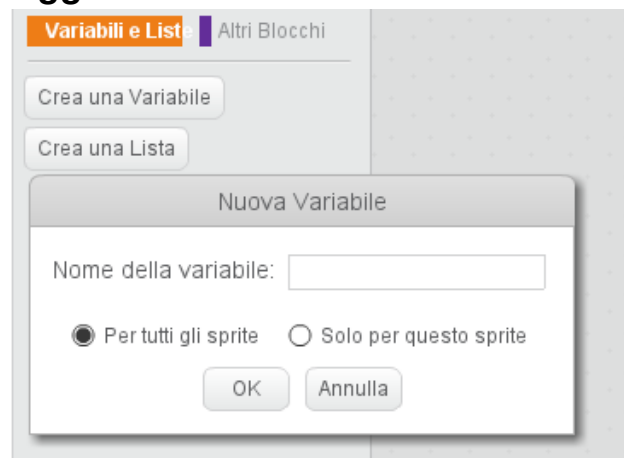 Variabili e Liste Altri Blocchi
Crea una Variabile
Crea una Lista
Nuova Variabile
Nome della variabile:
Per tutti gli sprite Solo per questo sprite
OK Annulla